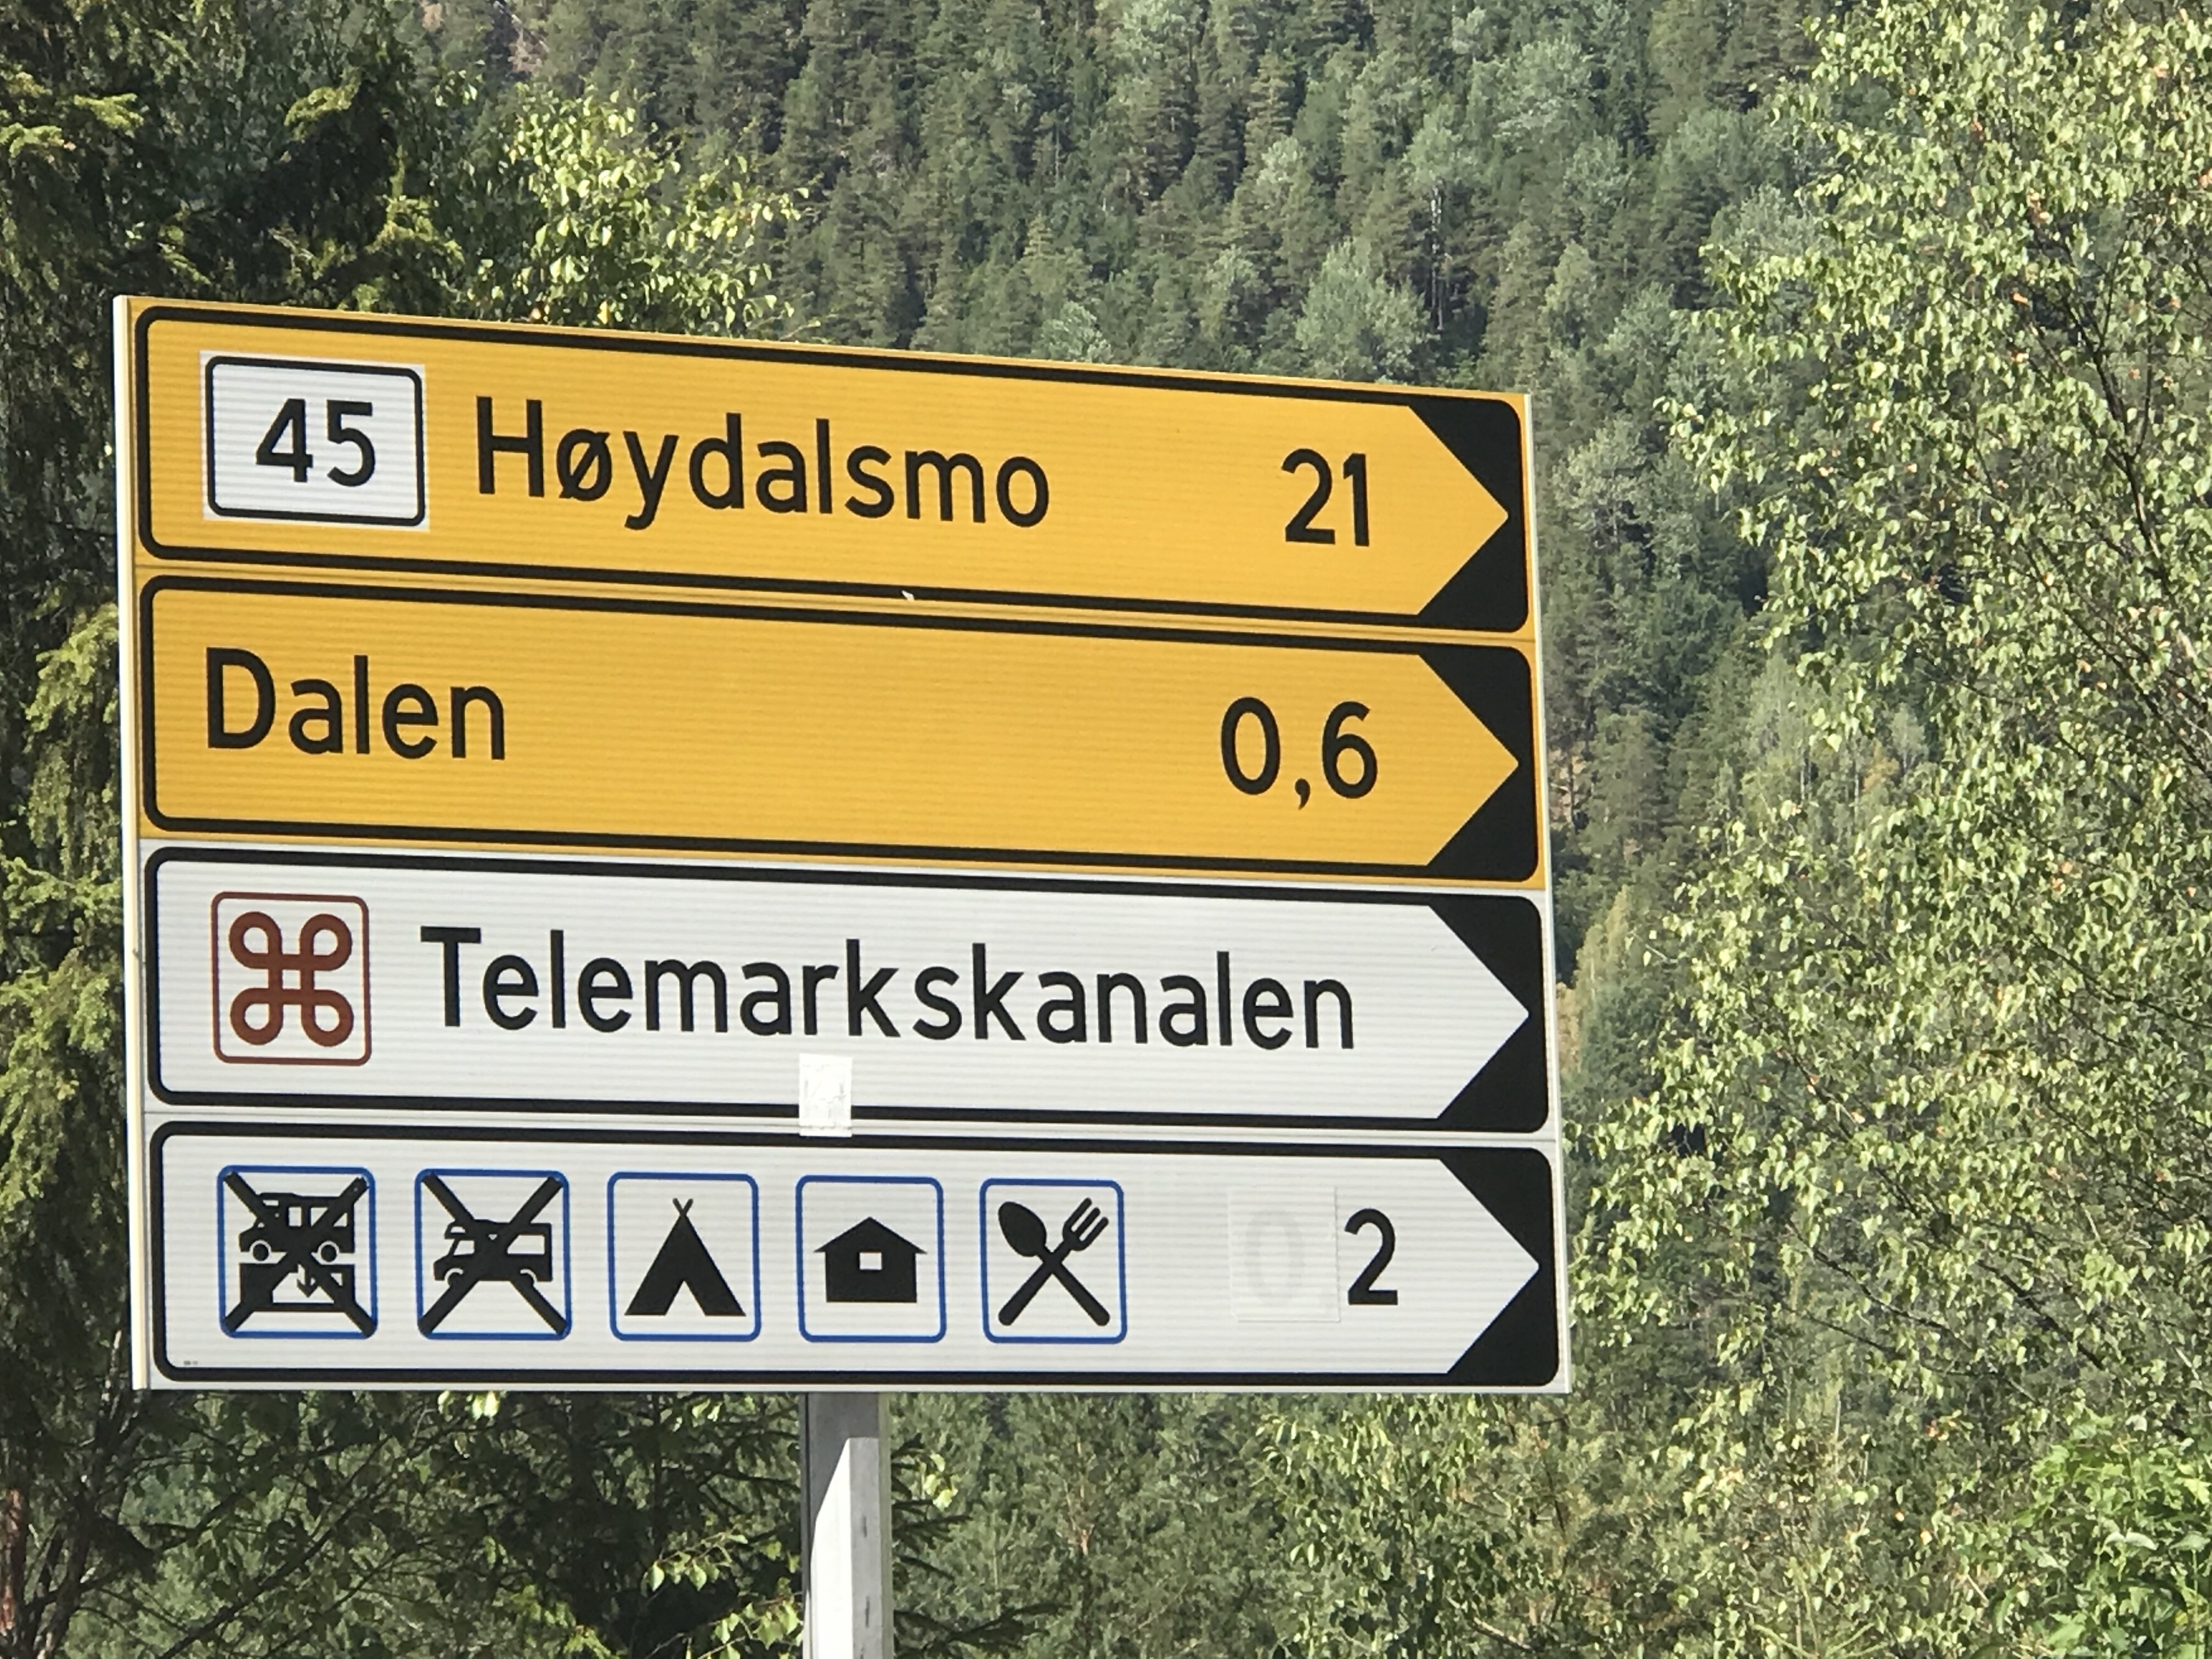 45 Høydalsmo 21
Dalen 0,6
Telemarkskanalen
2